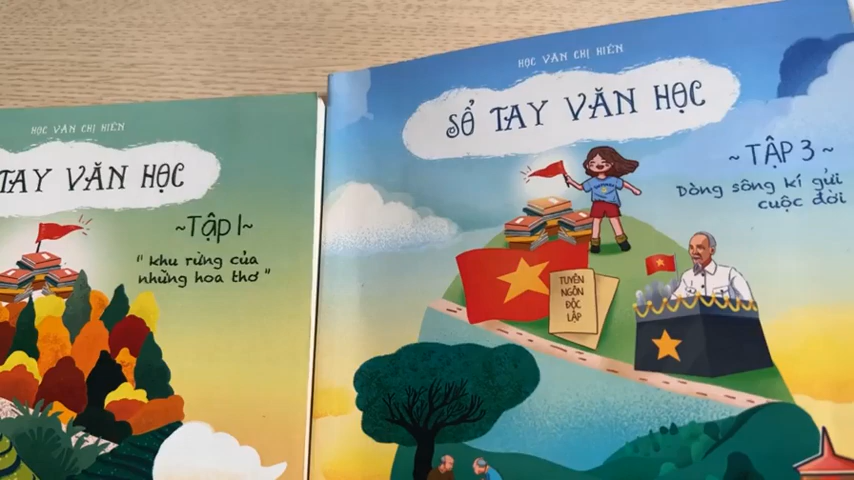 HỌC VĂN CHỊ HIÊN
TAY VĂN HỌC
~Tập 1~
" khu rừng của
những hoa thơ "
HỌC VĂN CHỊ HIÊN
SỔ TAY VĂN HỌC
~ TẬP 3 ~
Dòng sông kí gửi
cuộc đời
TUYÊN
NGÔN
ĐỘC
LẬP